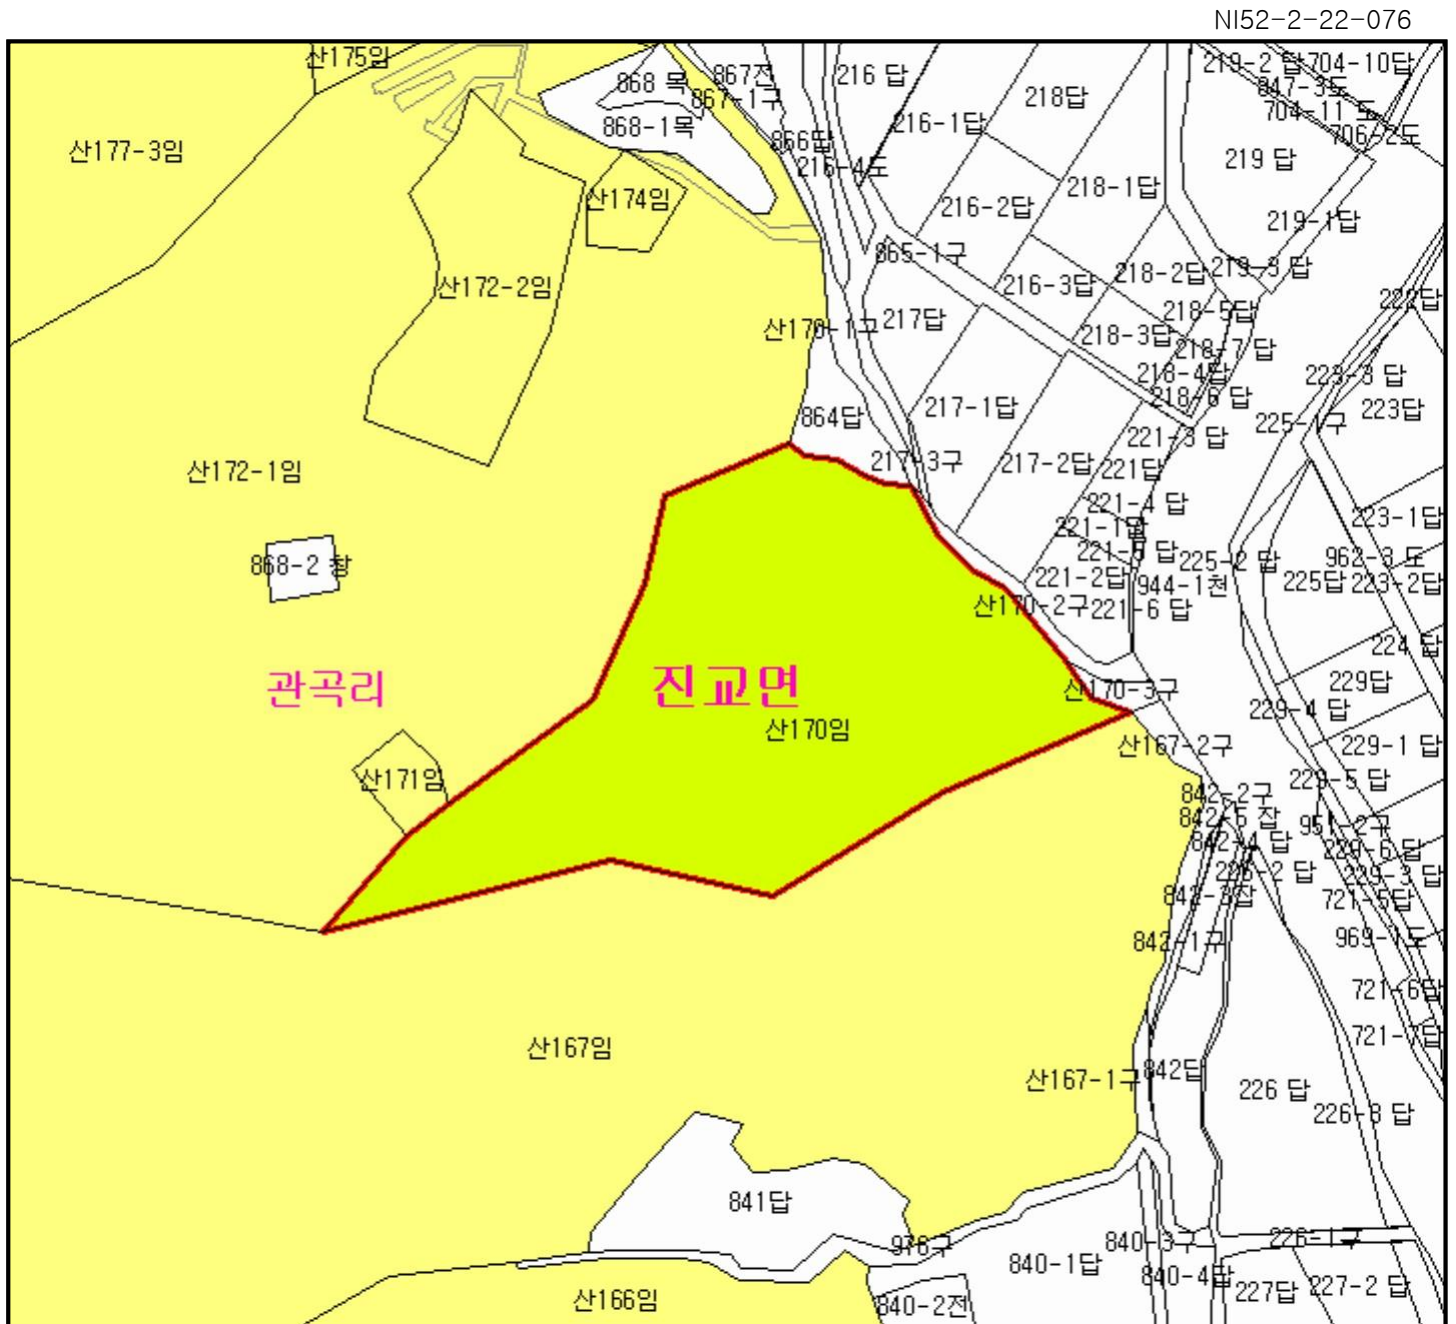 NI52-2-22-076
산175임
219-2 답
704-10답
868 목
867전
216 답
847-3도
867-1구
218답
704-11 도
868-1목
216-1답
706-2도
산177-3임
866답
219 답
216-4도
산174임
218-1답
216-2답
219-1답
865-1구
218-2답
219-3 답
산172-2임
216-3답
222답
218-5답
산170-1구
217답
218-3답
218-7 답
218-4답
223-3 답
218-6 답
864답
217-1답
223답
225-1구
221-3 답
217-3구
217-2답
221답
산172-1임
221-4 답
223-1답
221-1답
868-2 창
221-5 답
225-2 답
962-3 도
221-2답
944-1천
225답
223-2답
산170-2구
221-6 답
224 답
관곡리
진교면
산170-3구
229답
229-4 답
산170임
산167-2구
229-1 답
산171임
229-5 답
842-2구
842-5 잡
951-2구
842-4 답
229-6 답
226-2 답
229-3 답
842-3잡
721-5답
842-1구
969-1도
721-6답
산167임
721-7답
산167-1구
842답
226 답
226-8 답
841답
976구
840-3구
226-1구
840-1답
840-4답
227답
227-2 답
산166임
840-2전